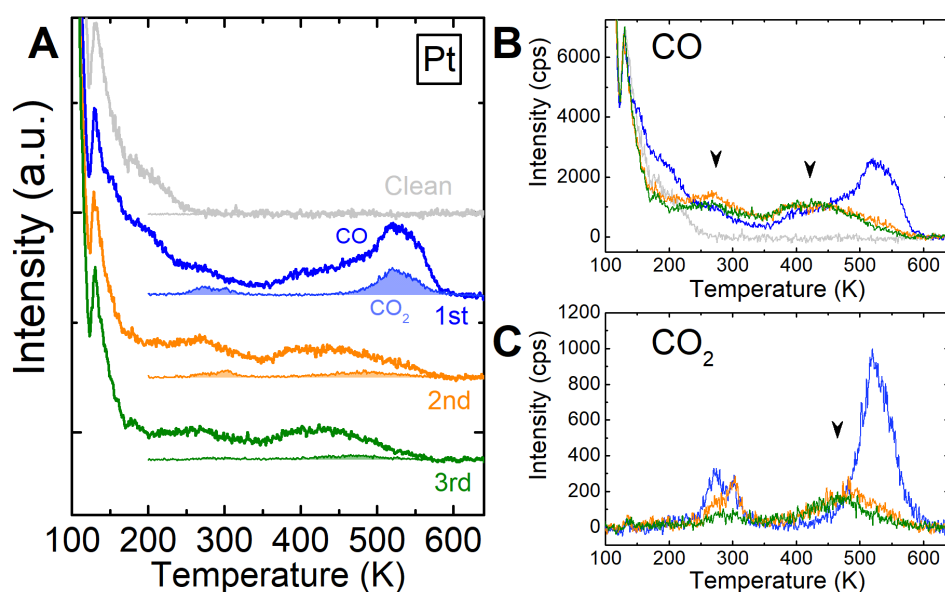 A
Pt
Intensity (a.u.)
Clean
CO
CO2
1st
2nd
3rd
100 200 300 400 500 600
Temperature (K)
B
CO
Intensity (cps)
6000
4000
2000
0
100 200 300 400 500 600
Temperature (K)
C
CO2
Intensity (cps)
1200
1000
800
600
400
200
0
100 200 300 400 500 600
Temperature (K)